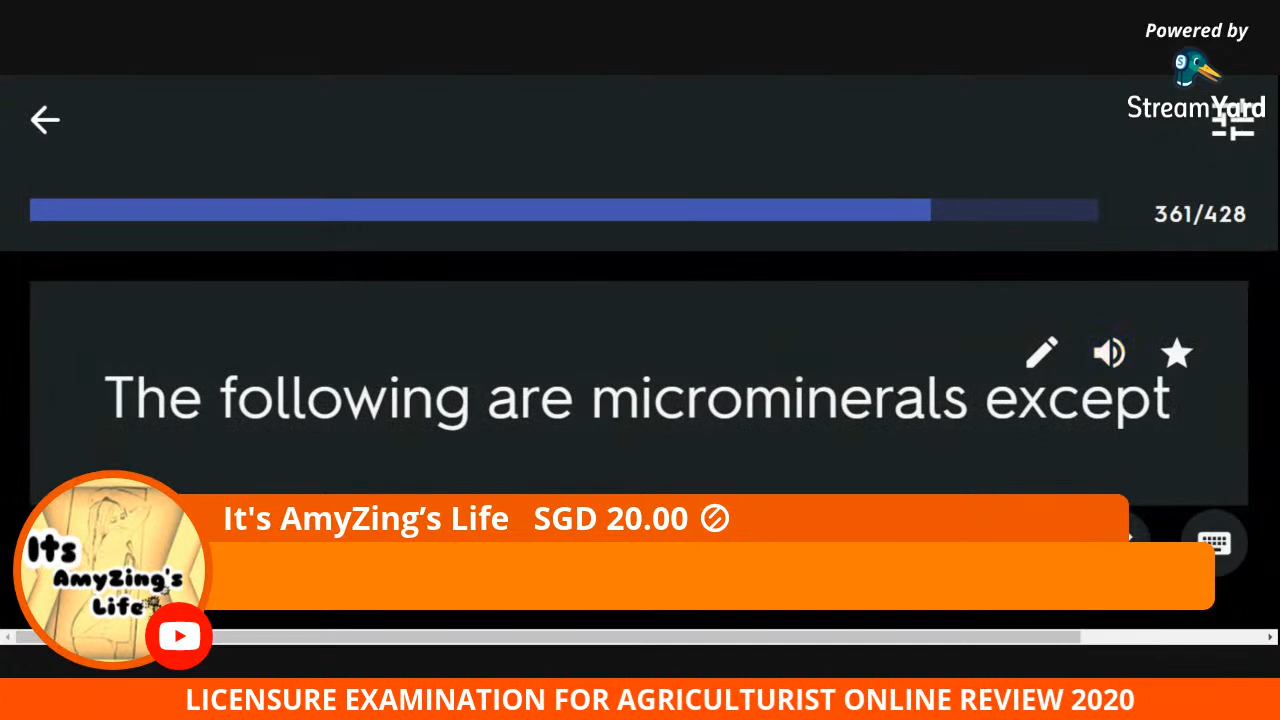 Powered by
StreamYard
361/428
The following are microminerals except
It's AmyZing’s Life SGD 20.00
Its
AmyZing's
Life
LICENSURE EXAMINATION FOR AGRICULTURIST ONLINE REVIEW 2020